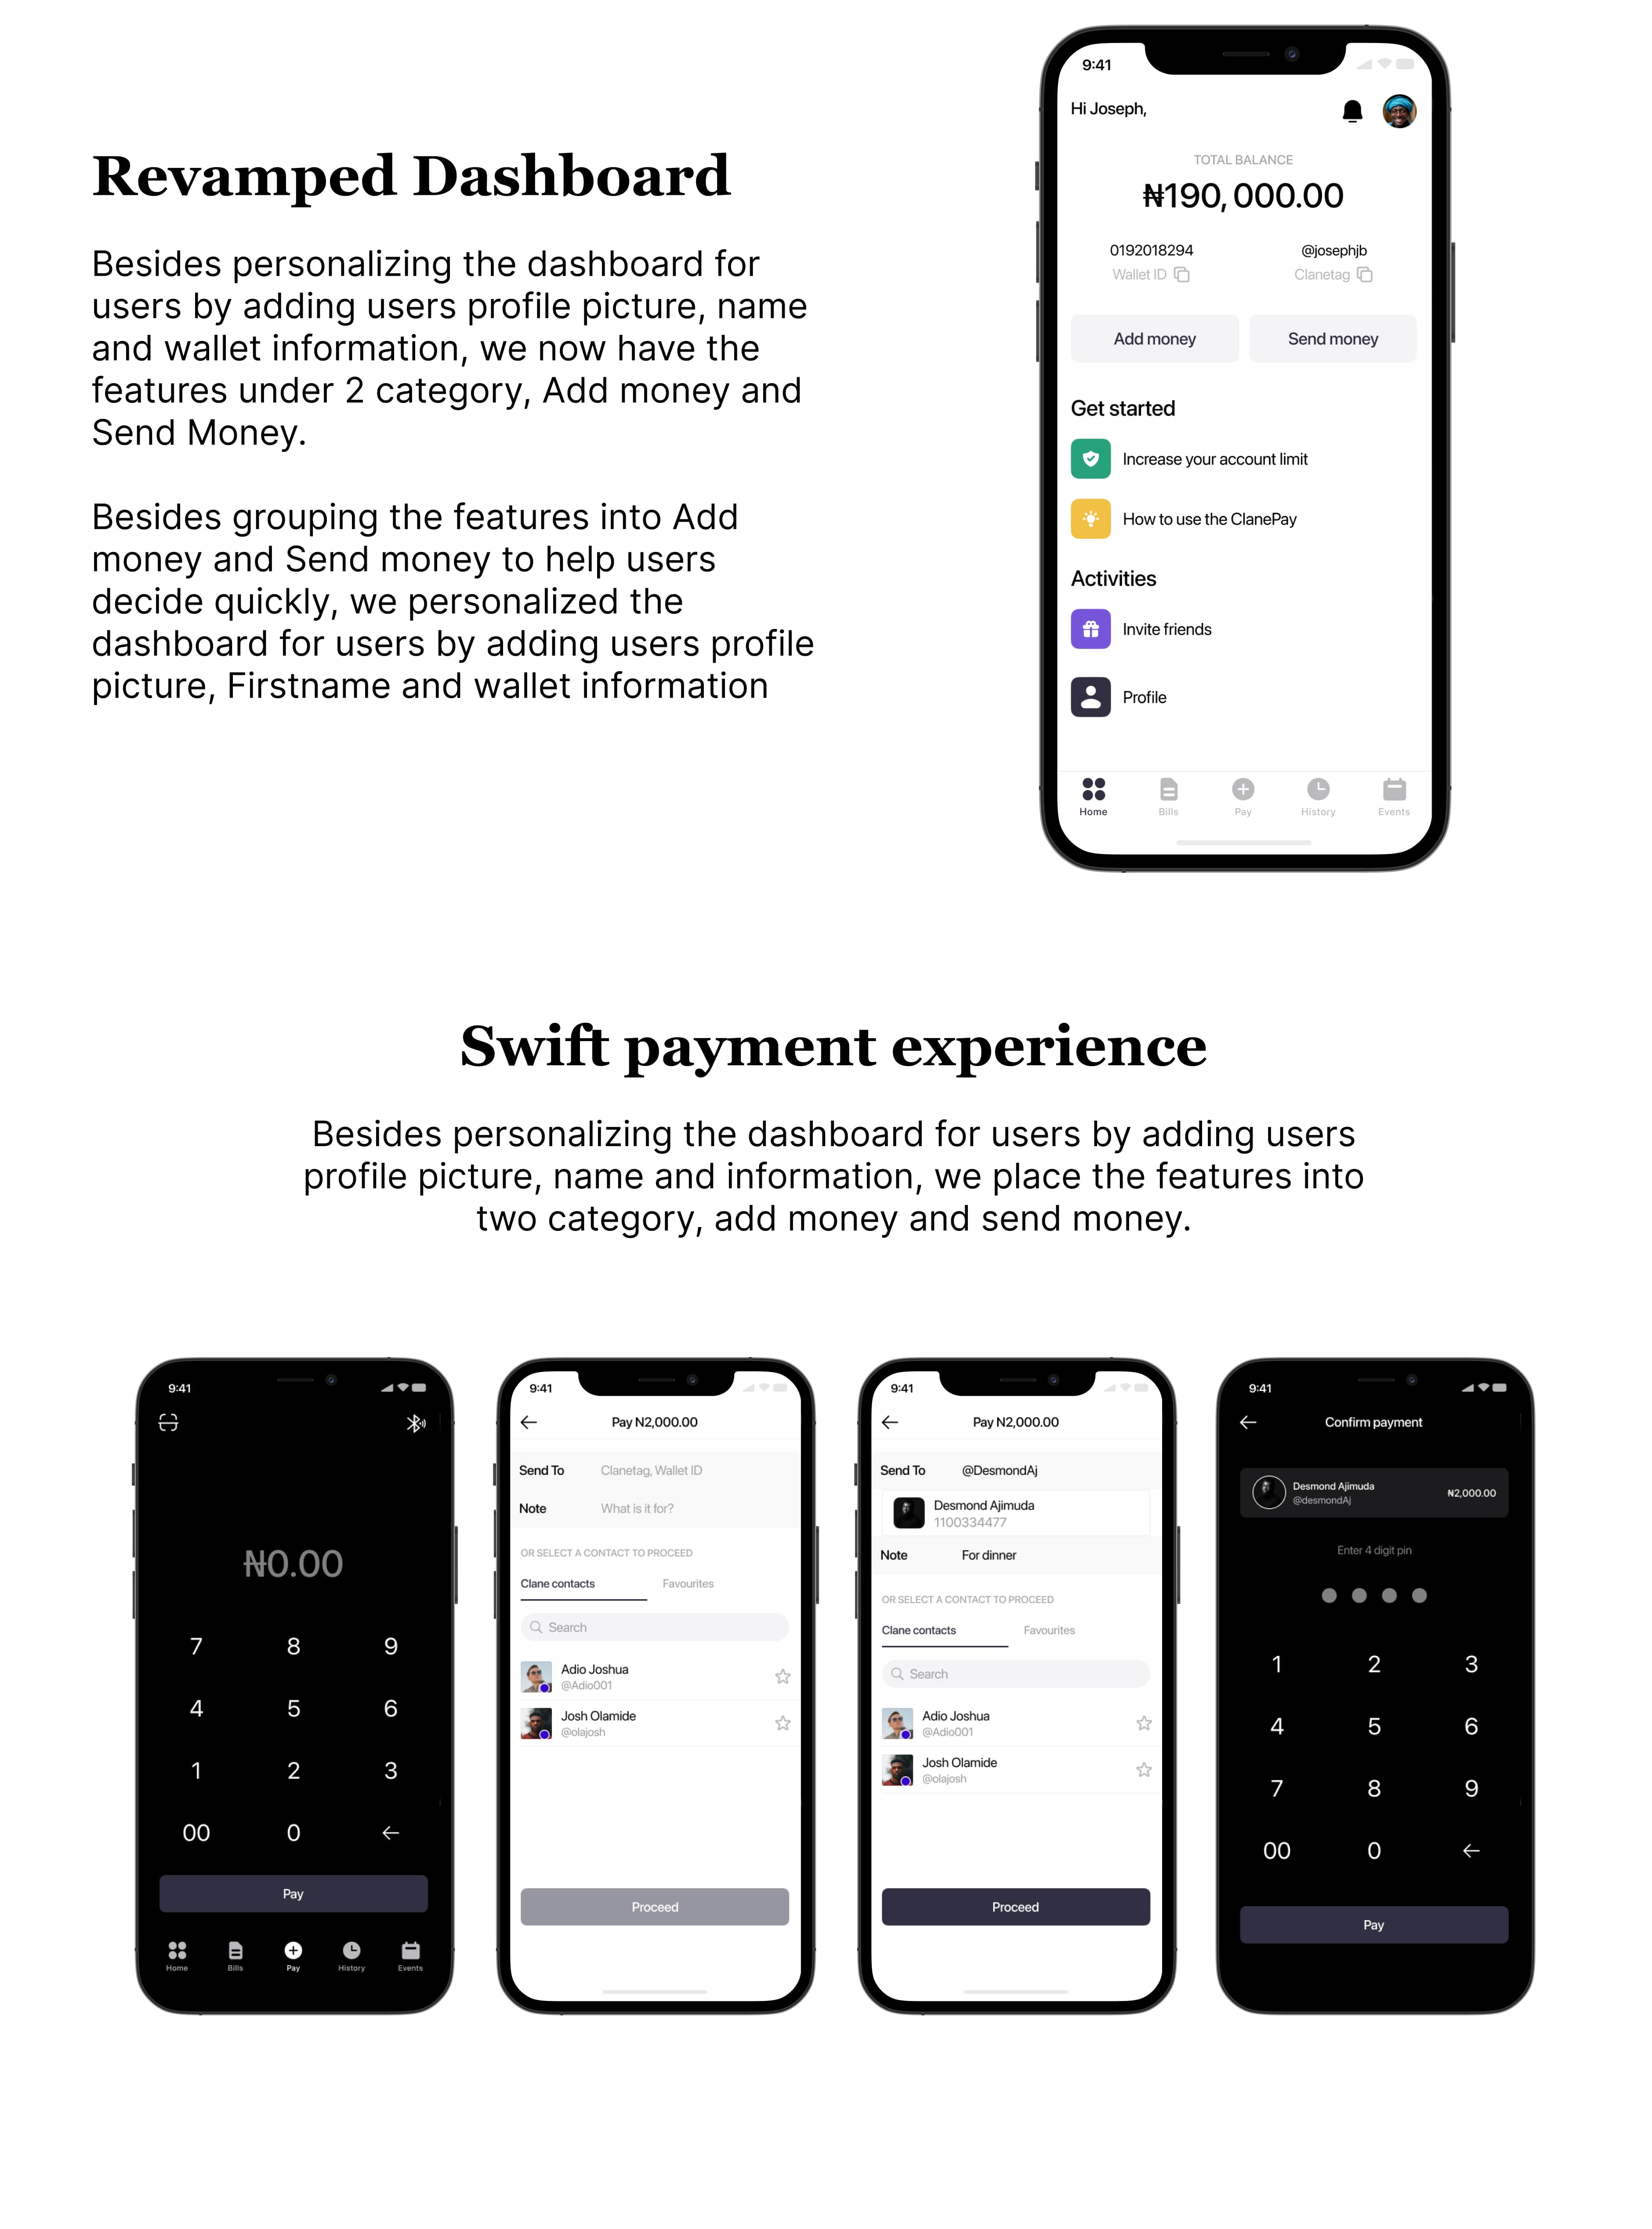 Revamped Dashboard
Besides personalizing the dashboard for
users by adding users profile picture, name
and wallet information, we now have the
features under 2 category, Add money and
Send Money.
Besides grouping the features into Add
money and Send money to help users
decide quickly, we personalized the
dashboard for users by adding users profile
picture, Firstname and wallet information
9:41
Hi Joseph,
TOTAL BALANCE
₦190,000.00
0192018294 @josephjb
Wallet ID Clanetag
Add money Send money
Get started
Increase your account limit
How to use the ClanePay
Activities
Invite friends
Profile
Home Bills Pay History Events
Swift payment experience
Besides personalizing the dashboard for users by adding users
profile picture, name and information, we place the features into
two category, add money and send money.
9:41
₦0.00
7 8 9
4 5 6
1 2 3
00 0
Pay
Home Bills Pay History Events
9:41
Pay N2,000.00
Send To Clanetag, Wallet ID
Note What is it for?
OR SELECT A CONTACT TO PROCEED
Clane contacts Favourites
Search
Adio Joshua
@Adio001
Josh Olamide
@olajosh
Proceed
9:41
Pay N2,000.00
Send To @DesmondAj
Desmond Ajimuda
1100334477
Note For dinner
OR SELECT A CONTACT TO PROCEED
Clane contacts Favourites
Search
Adio Joshua
@Adio001
Josh Olamide
@olajosh
Proceed
9:41
Confirm payment
Desmond Ajimuda
@desmondAj
₦2,000.00
Enter 4 digit pin
1 2 3
4 5 6
7 8 9
00 0
Pay